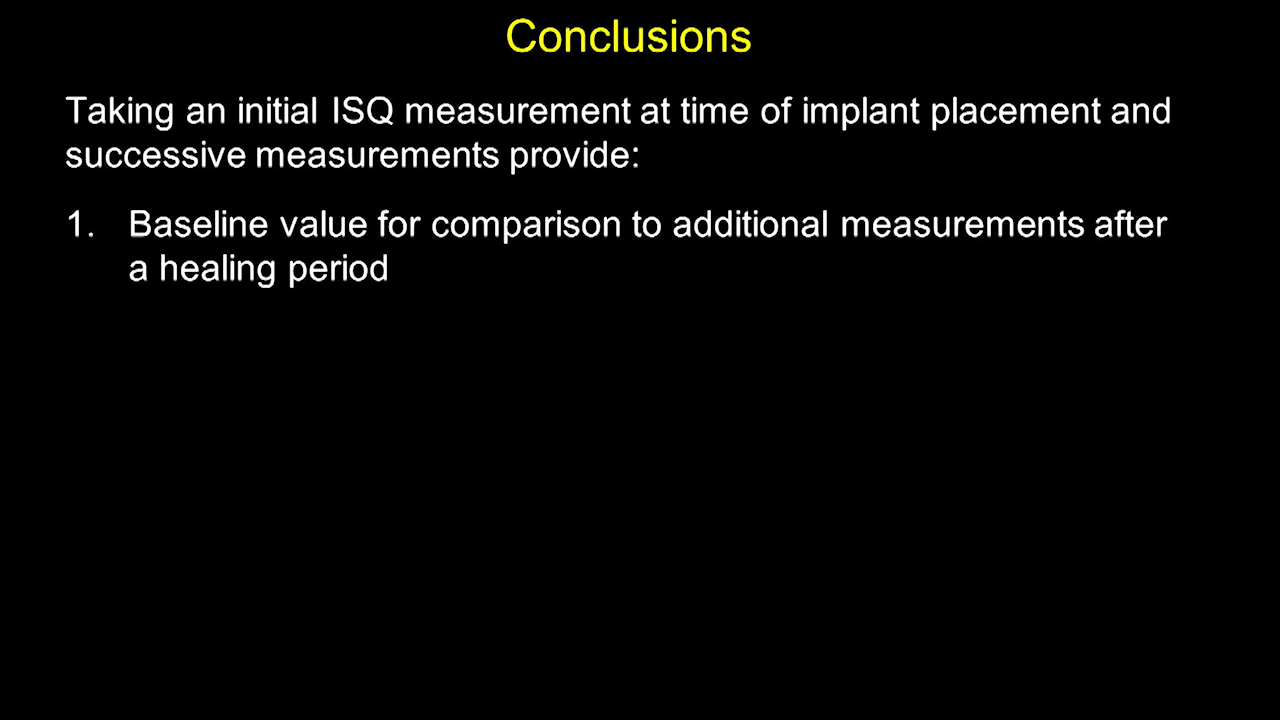 Conclusions
Taking an initial ISQ measurement at time of implant placement and
successive measurements provide:
1. Baseline value for comparison to additional measurements after
a healing period